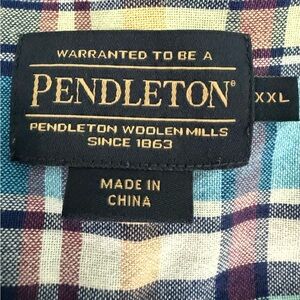 WARRANTED TO BE A
PENDLETON®
XXL
PENDLETON WOOLEN MILLS
SINCE 1863
MADE IN
CHINA